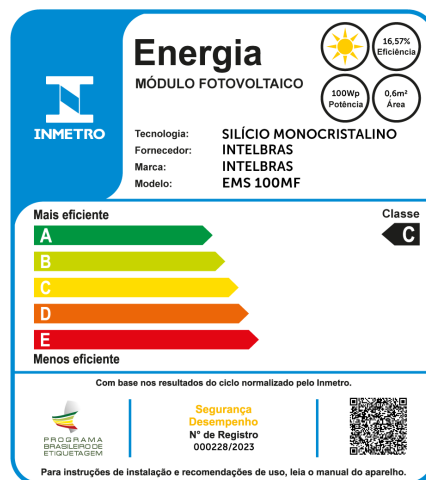 INMETRO
Energia
MÓDULO FOTOVOLTAICO
16,57%
Eficiência
100Wp
Potência
0,6m²
Área
Tecnologia: SILÍCIO MONOCRISTALINO
Fornecedor: INTELBRAS
Marca: INTELBRAS
Modelo: EMS 100MF
Mais eficiente
Classe
A
C
B
C
D
E
Menos eficiente
Com base nos resultados do ciclo normalizado pelo Inmetro.
PROGRAMA
BRASILEIRO DE
ETIQUETAGEM
Segurança
Desempenho
N° de Registro
000228/2023
Para instruções de instalação e recomendações de uso, leia o manual do aparelho.